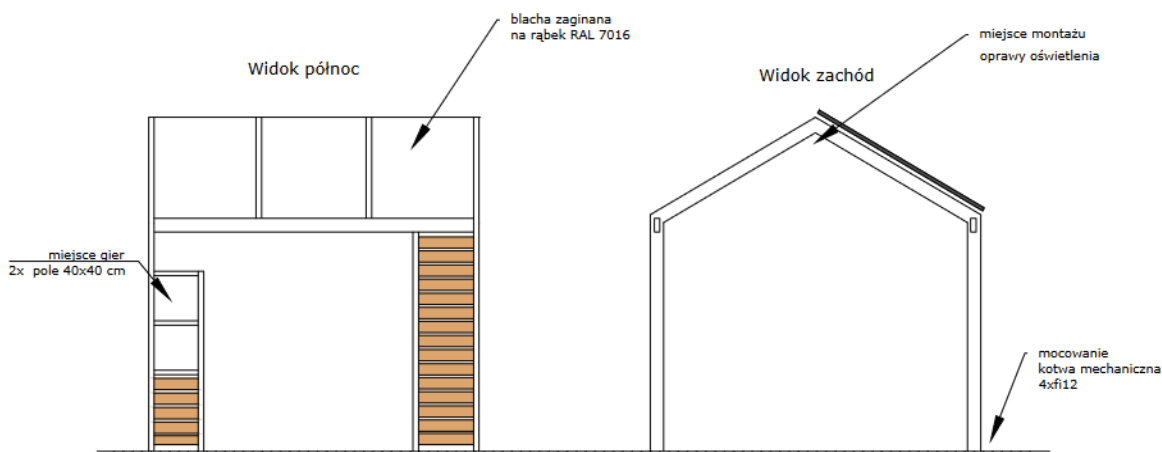 blacha zaginana
na rąbek RAL 7016
Widok północ
miejsce montażu
oprawy oświetlenia
Widok zachód
miejsce gier
2x pole 40x40 cm
mocowanie
kotwa mechaniczna
4xfi12